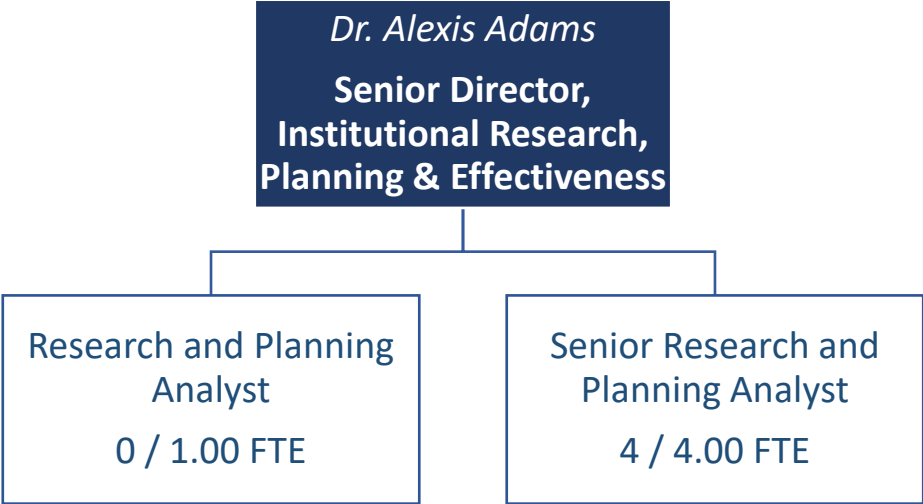 Dr. Alexis Adams
Senior Director,
Institutional Research,
Planning & Effectiveness
Research and Planning
Analyst
0 / 1.00 FTE
Senior Research and
Planning Analyst
4 / 4.00 FTE